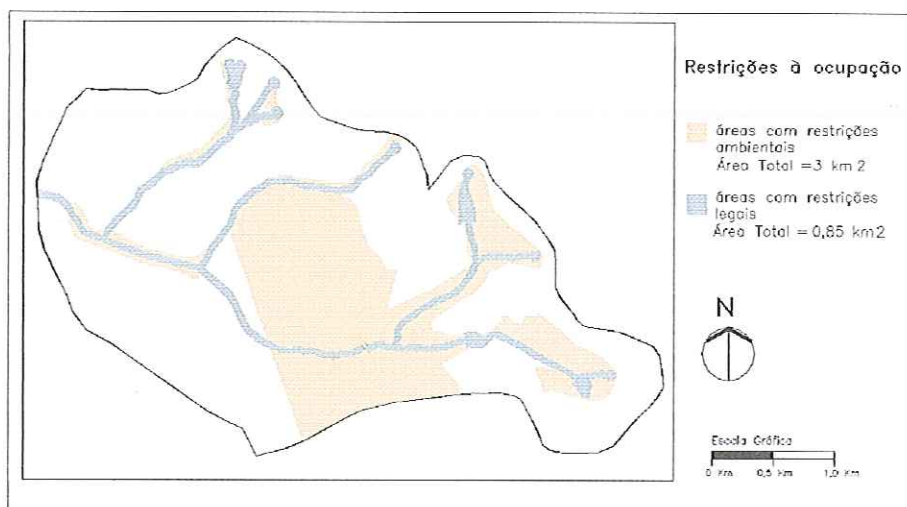 Restrições à ocupação
áreas com restrições
ambientais
Área Total =3 km 2
áreas com restrições
legais
Área Total =0,85 km2
N
Escala Gráfica
0 Km 0,5 Km 1,0 Km